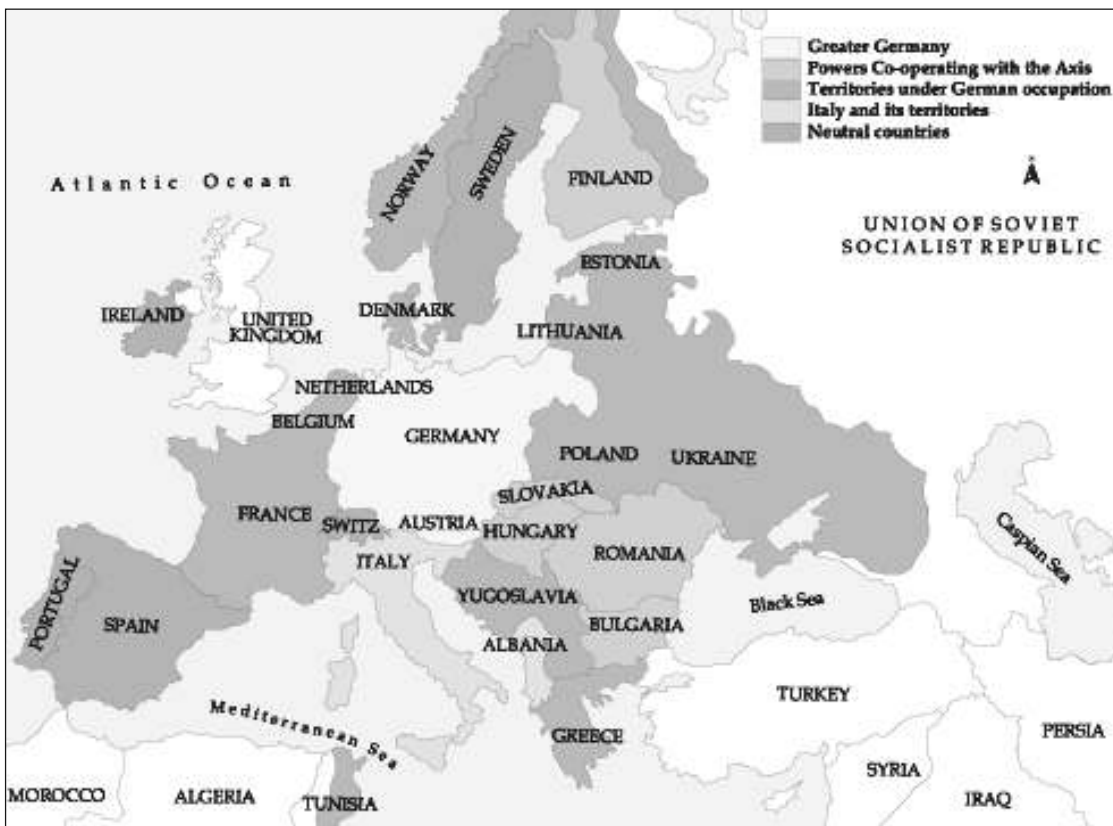 Greater Germany
Powers Co-operating with the Axis
Territories under German occupation
Italy and its territories
Neutral countries
Atlantic Ocean
NORWAY
SWEDEN
FINLAND
UNION OF SOVIET
SOCIALIST REPUBLIC
ESTONIA
IRELAND
UNITED
KINGDOM
DENMARK
LITHUANIA
NETHERLANDS
BELGIUM
GERMANY
POLAND
UKRAINE
SLOVAKIA
FRANCE
SWITZ
AUSTRIA
HUNGARY
ITALY
ROMANIA
Caspian Sea
PORTUGAL
SPAIN
YUGOSLAVIA
Black Sea
BULGARIA
ALBANIA
TURKEY
Mediterranean Sea
GREECE
PERSIA
SYRIA
MOROCCO
ALGERIA
TUNISIA
IRAQ